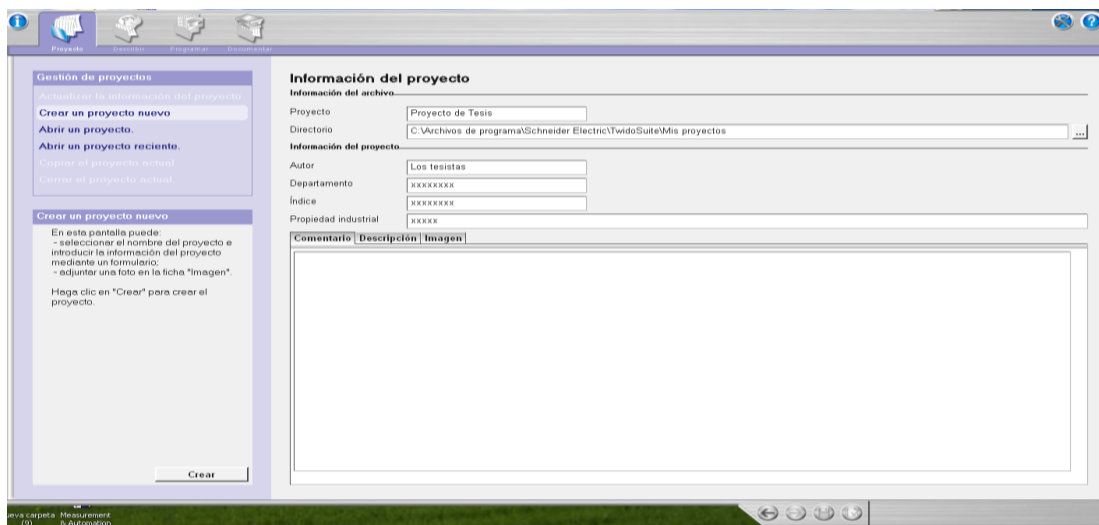 Proyecto Describir Programar Documentar
Gestión de proyectos
Actualizar la información del proyecto
Crear un proyecto nuevo
Abrir un proyecto.
Abrir un proyecto reciente.
Copiar el proyecto actual
Cerrar el proyecto actual.
Crear un proyecto nuevo
En esta pantalla puede:
- seleccionar el nombre del proyecto e
introducir la información del proyecto
mediante un formulario;
- adjuntar una foto en la ficha "Imagen".
Haga clic en "Crear" para crear el
proyecto.
Crear
Información del proyecto
Información del archivo
Proyecto Proyecto de Tesis
Directorio C:\Archivos de programa\Schneider Electric\TwidoSuite\Mis proyectos ...
Información del proyecto
Autor Los tesistas
Departamento xxxxxxxx
Índice xxxxxxxx
Propiedad industrial xxxxx
Comentario Descripción Imagen
ueva carpeta Measurement
(9) & Automation